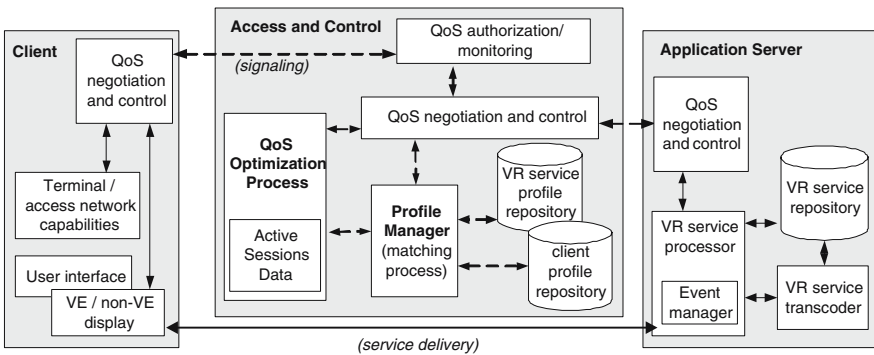 Client
QoS
negotiation
and control
Terminal /
access network
capabilities
User interface
VE / non-VE
display
(signaling)
Access and Control
QoS authorization/
monitoring
QoS negotiation and control
QoS
Optimization
Process
Active
Sessions
Data
Profile
Manager
(matching
process)
VR service
profile
repository
client
profile
repository
Application Server
QoS
negotiation
and control
VR service
processor
Event
manager
VR service
repository
VR service
transcoder
(service delivery)